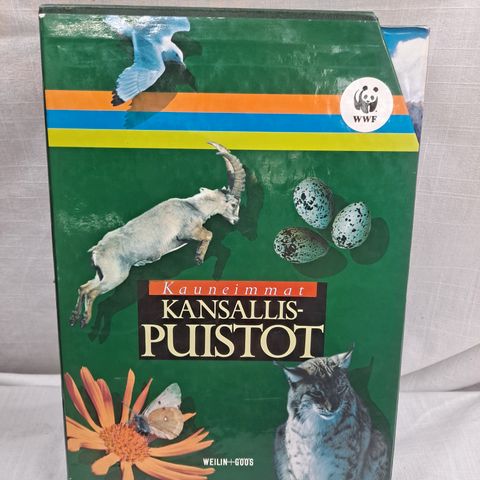 WWF
Kauneimmat
KANSALLIS-
PUISTOT
WEILIN+GÖÖS